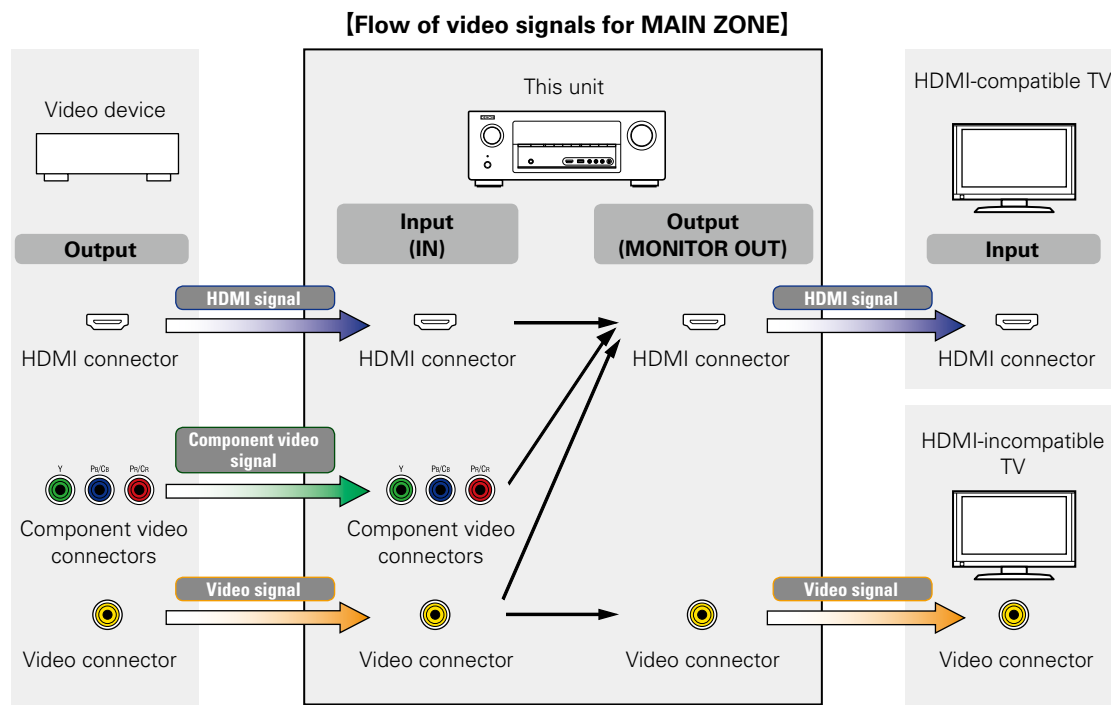 【Flow of video signals for MAIN ZONE】
Video device
This unit
HDMI-compatible TV
DENON
Output
Input
(IN)
Output
(MONITOR OUT)
Input
HDMI signal
HDMI signal
HDMI connector
HDMI connector
HDMI connector
HDMI connector
Component video
signal
HDMI-incompatible
TV
Y
PB/CB
PR/CR
Y
PB/CB
PR/CR
Component video
connectors
Component video
connectors
Video signal
Video signal
Video connector
Video connector
Video connector
Video connector